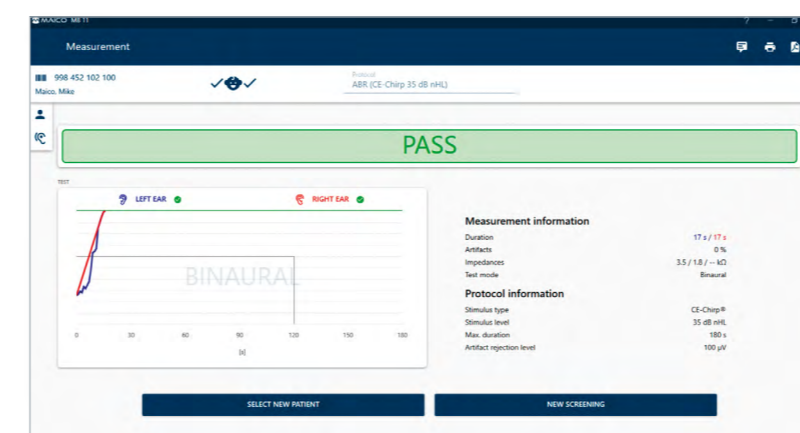 MAICO MB 11
?
Measurement
998 452 102 100
Maico, Mike
Protocol
ABR (CE-Chirp 35 dB nHL)
PASS
TEST
LEFT EAR
RIGHT EAR
BINAURAL
0 30 60 90 120 150 180
[s]
Measurement information
Duration 17 s / 17 s
Artifacts 0 %
Impedances 3.5 / 1.8 / -- kΩ
Test mode Binaural
Protocol information
Stimulus type CE-Chirp®
Stimulus level 35 dB nHL
Max. duration 180 s
Artifact rejection level 100 µV
SELECT NEW PATIENT
NEW SCREENING